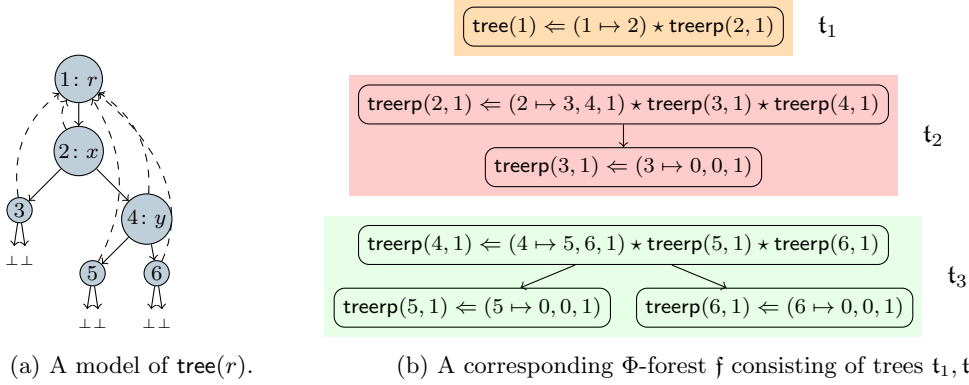 1: r
2: x
3
4: y
5
6
⊥⊥
⊥⊥
⊥⊥
(a) A model of tree(r).
tree(1) ⇐ (1 ↦ 2) ⋆ treerp(2, 1)
𝔱₁
treerp(2, 1) ⇐ (2 ↦ 3, 4, 1) ⋆ treerp(3, 1) ⋆ treerp(4, 1)
treerp(3, 1) ⇐ (3 ↦ 0, 0, 1)
𝔱₂
treerp(4, 1) ⇐ (4 ↦ 5, 6, 1) ⋆ treerp(5, 1) ⋆ treerp(6, 1)
treerp(5, 1) ⇐ (5 ↦ 0, 0, 1)
treerp(6, 1) ⇐ (6 ↦ 0, 0, 1)
𝔱₃
(b) A corresponding Φ-forest 𝔣 consisting of trees 𝔱₁, 𝔱